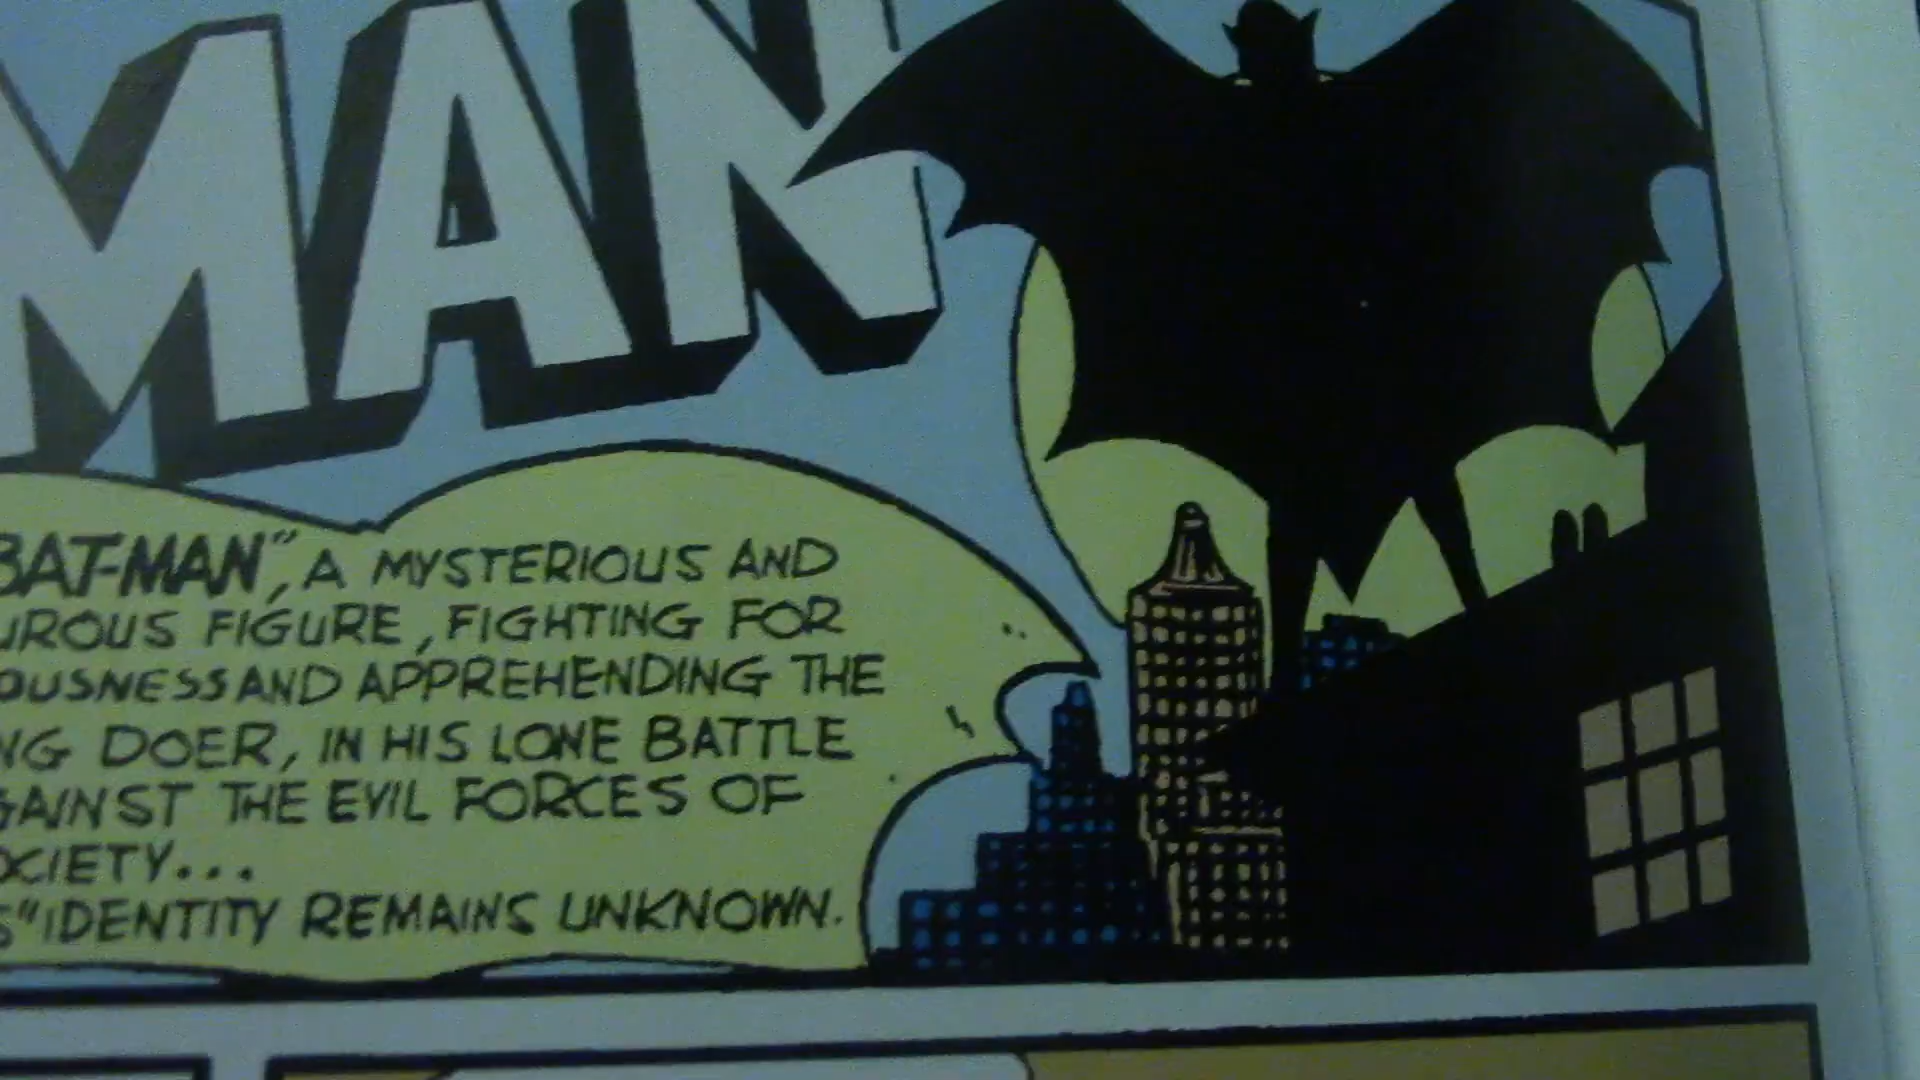 MAN
BAT-MAN", A MYSTERIOUS AND
UROUS FIGURE, FIGHTING FOR
OUSNESS AND APPREHENDING THE
NG DOER, IN HIS LONE BATTLE
GAINST THE EVIL FORCES OF
OCIETY...
S" IDENTITY REMAINS UNKNOWN.